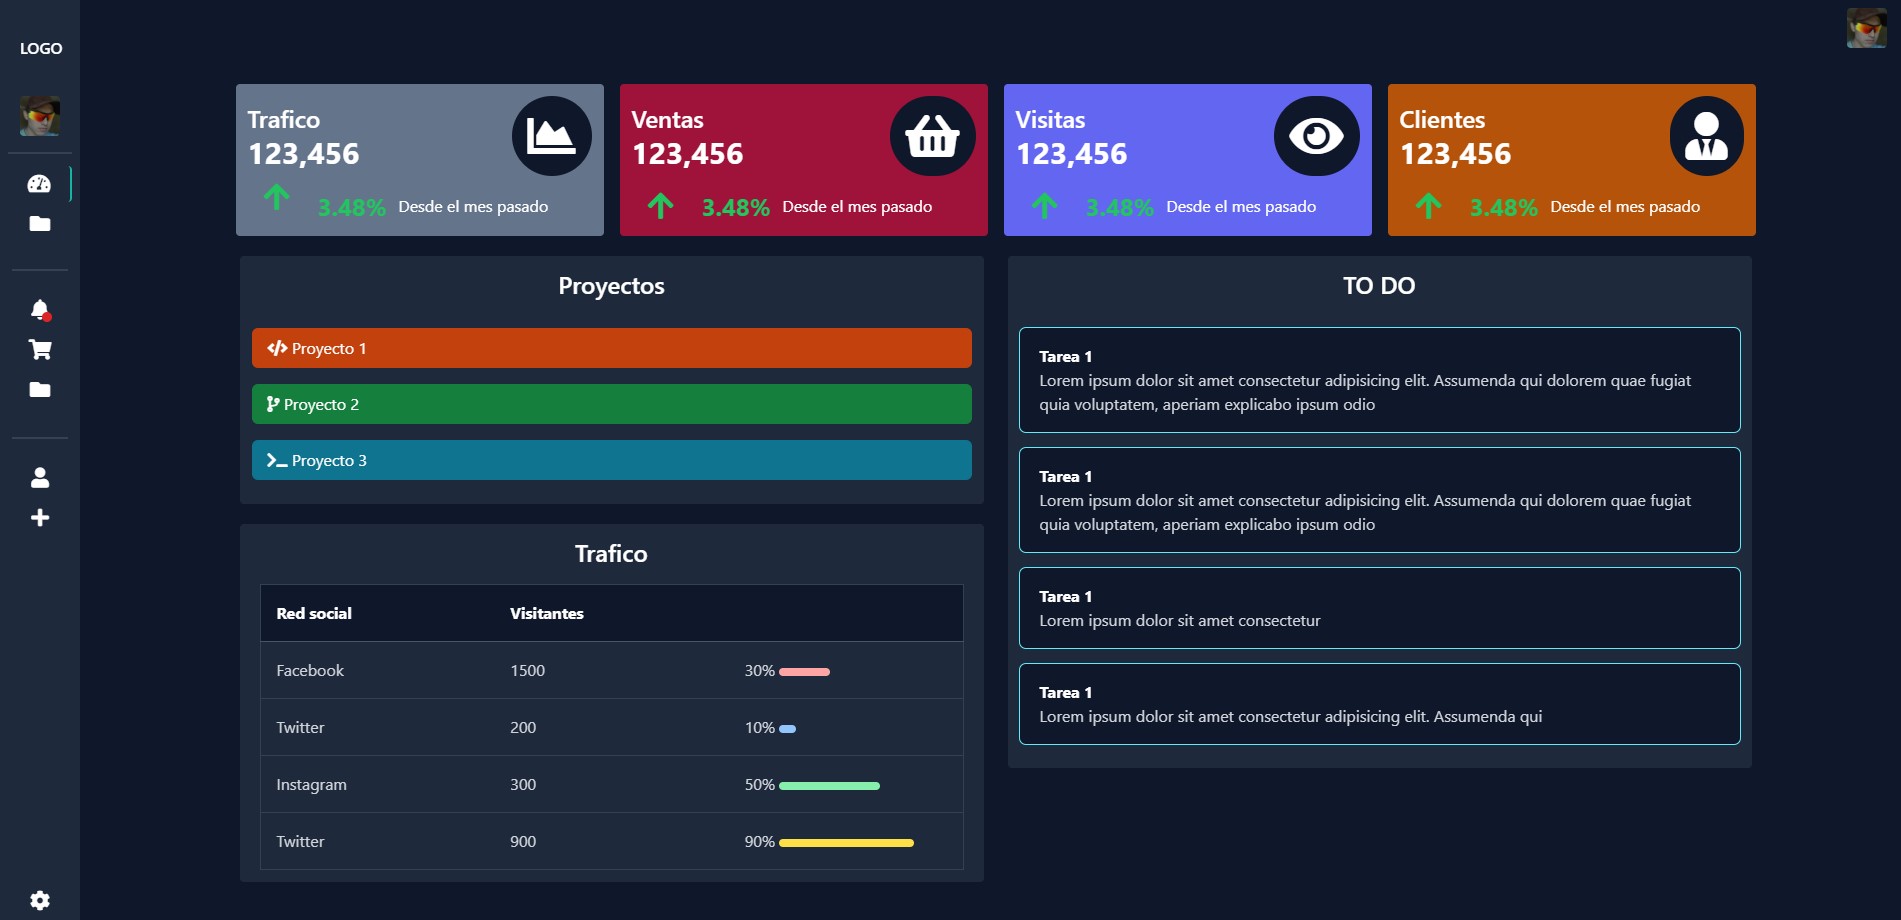 LOGO
Trafico
123,456
3.48% Desde el mes pasado
Ventas
123,456
3.48% Desde el mes pasado
Visitas
123,456
3.48% Desde el mes pasado
Clientes
123,456
3.48% Desde el mes pasado
Proyectos
Proyecto 1
Proyecto 2
Proyecto 3
Trafico
Red social Visitantes
Facebook 1500 30%
Twitter 200 10%
Instagram 300 50%
Twitter 900 90%
TO DO
Tarea 1
Lorem ipsum dolor sit amet consectetur adipisicing elit. Assumenda qui dolorem quae fugiat
quia voluptatem, aperiam explicabo ipsum odio
Tarea 1
Lorem ipsum dolor sit amet consectetur adipisicing elit. Assumenda qui dolorem quae fugiat
quia voluptatem, aperiam explicabo ipsum odio
Tarea 1
Lorem ipsum dolor sit amet consectetur
Tarea 1
Lorem ipsum dolor sit amet consectetur adipisicing elit. Assumenda qui